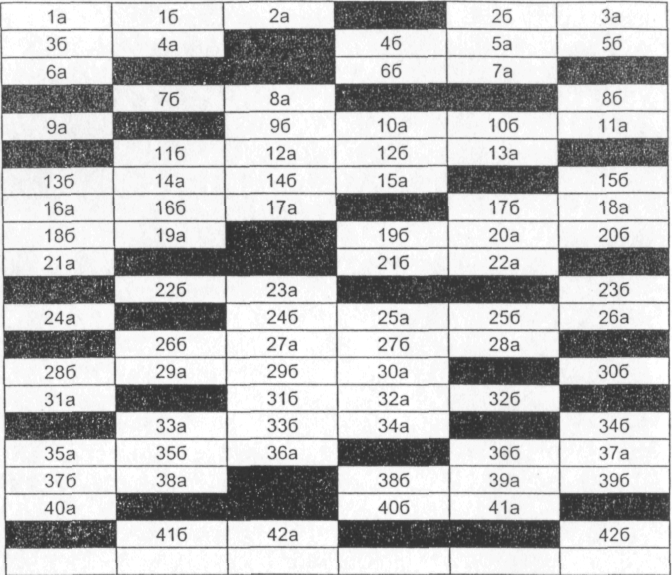 1а 1б 2а 2б 3а
3б 4а 4б 5а 5б
6а 6б 7а
7б 8а 8б
9а 9б 10а 10б 11а
11б 12а 12б 13а
13б 14а 14б 15а 15б
16а 16б 17а 17б 18а
18б 19а 19б 20а 20б
21а 21б 22а
22б 23а 23б
24а 24б 25а 25б 26а
26б 27а 27б 28а
28б 29а 29б 30а 30б
31а 31б 32а 32б
33а 33б 34а 34б
35а 35б 36а 36б 37а
37б 38а 38б 39а 39б
40а 40б 41а
41б 42а 42б